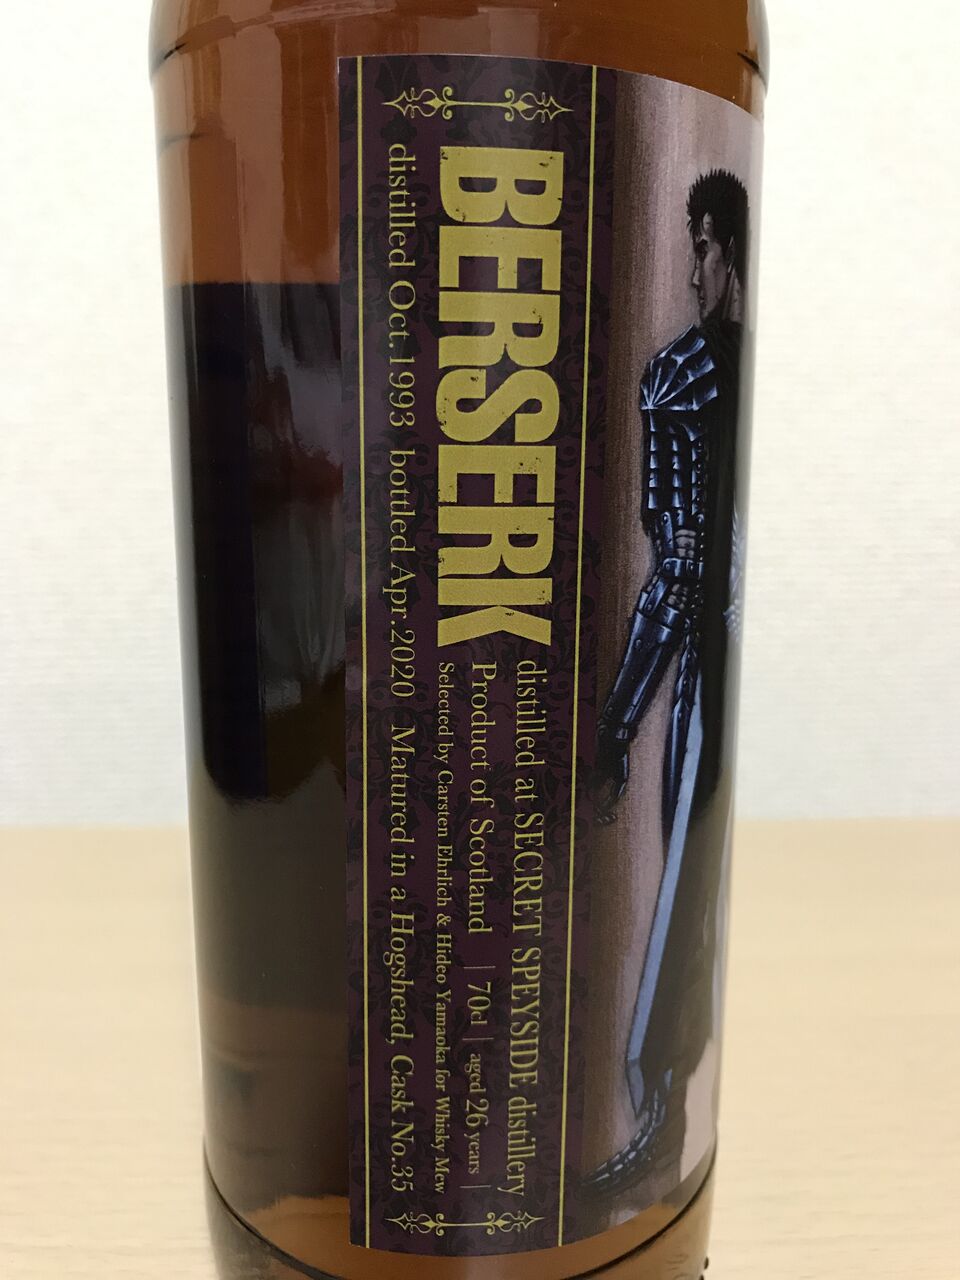 BERSERK
distilled at SECRET SPEYSIDE distillery
Product of Scotland | 70cl | aged 26 years |
Selected by Carsten Ehrlich & Hideo Yamaoka for Whisky Mew
distilled Oct.1993 bottled Apr.2020 Matured in a Hogshead, Cask No.35